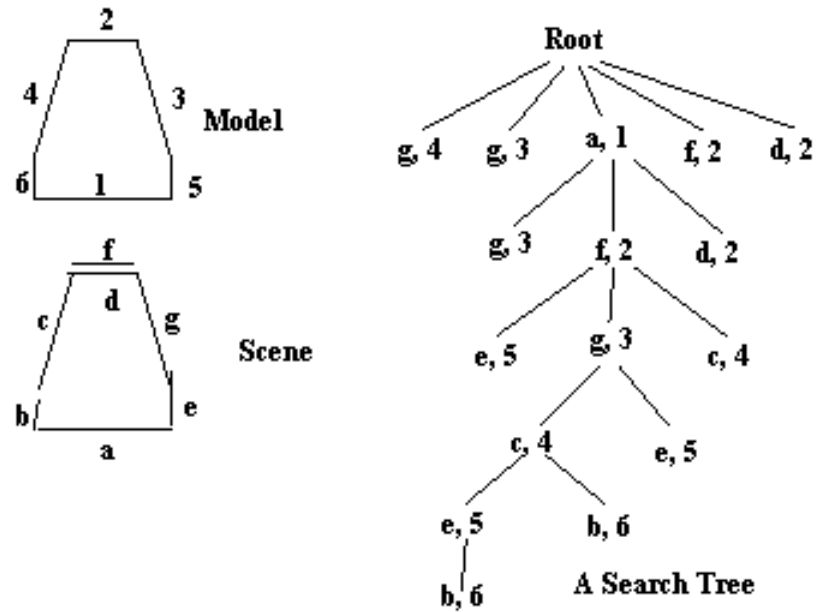 2
4
3
Model
6
1
5
f
d
c
g
Scene
b
e
a
Root
g, 4
g, 3
a, 1
f, 2
d, 2
g, 3
f, 2
d, 2
e, 5
g, 3
c, 4
c, 4
e, 5
e, 5
b, 6
b, 6
A Search Tree